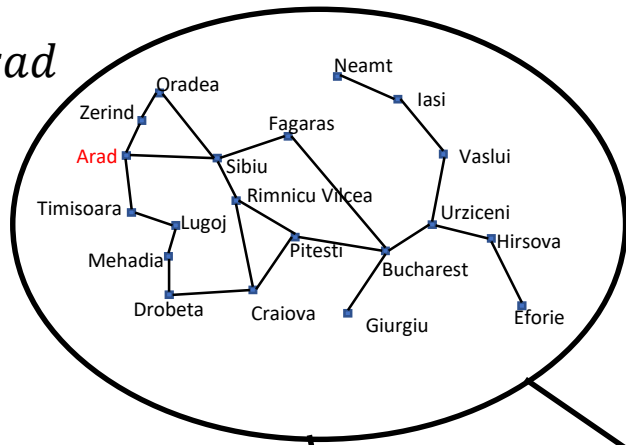 rad
Oradea
Neamt
Zerind
Iasi
Fagaras
Arad
Sibiu
Vaslui
Rimnicu Vilcea
Timisoara
Lugoj
Urziceni
Pitesti
Hirsova
Mehadia
Bucharest
Drobeta
Craiova
Giurgiu
Eforie